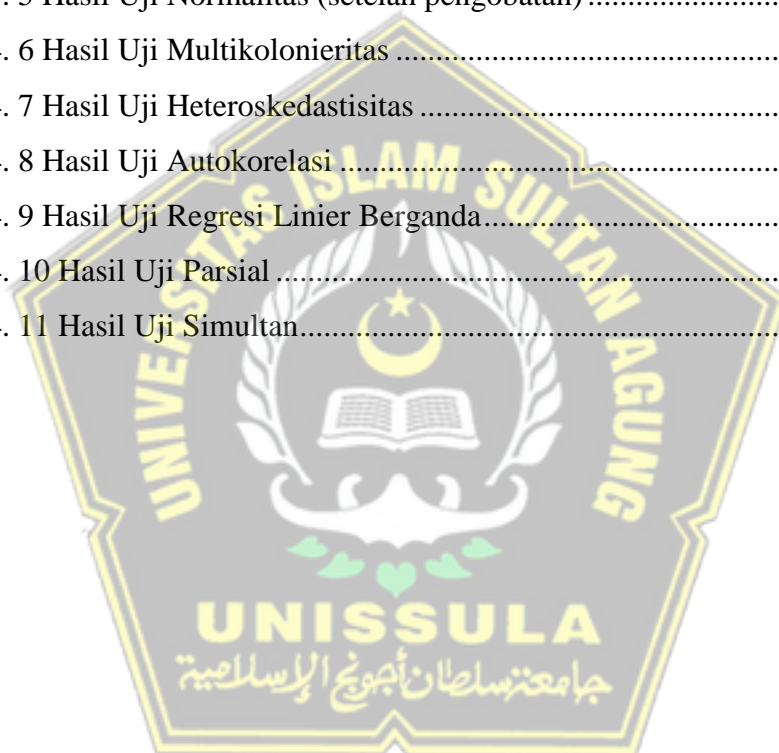 . 5 Hasil Uji Normalitas (setelah pengobatan)
. 6 Hasil Uji Multikolonieritas
. 7 Hasil Uji Heteroskedastisitas
. 8 Hasil Uji Autokorelasi
. 9 Hasil Uji Regresi Linier Berganda
. 10 Hasil Uji Parsial
. 11 Hasil Uji Simultan
UNIVERSITAS ISLAM SULTAN AGUNG
UNISSULA
جامعة سلطان أجونج الإسلامية